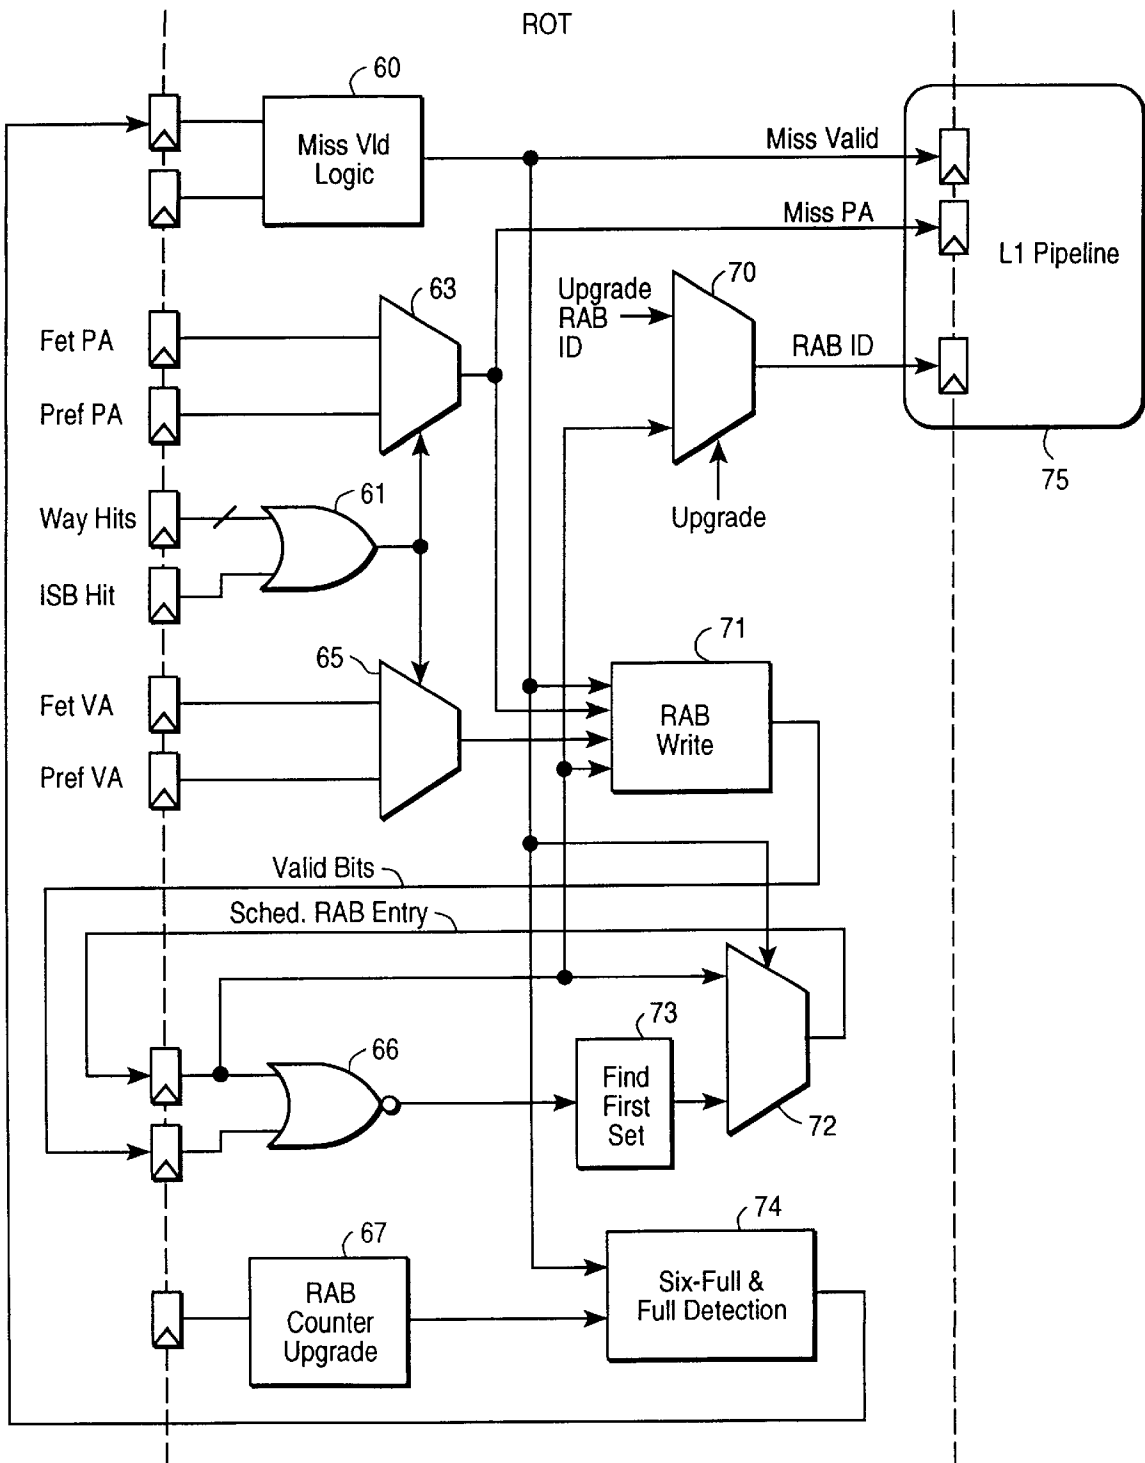 ROT
60
Miss Vld
Logic
Miss Valid
Miss PA
L1 Pipeline
63
70
Upgrade
RAB
ID
Fet PA
RAB ID
Pref PA
75
61
Way Hits
Upgrade
ISB Hit
71
65
Fet VA
RAB
Write
Pref VA
Valid Bits
Sched. RAB Entry
73
66
Find
First
Set
72
74
67
RAB
Counter
Upgrade
Six-Full &
Full Detection